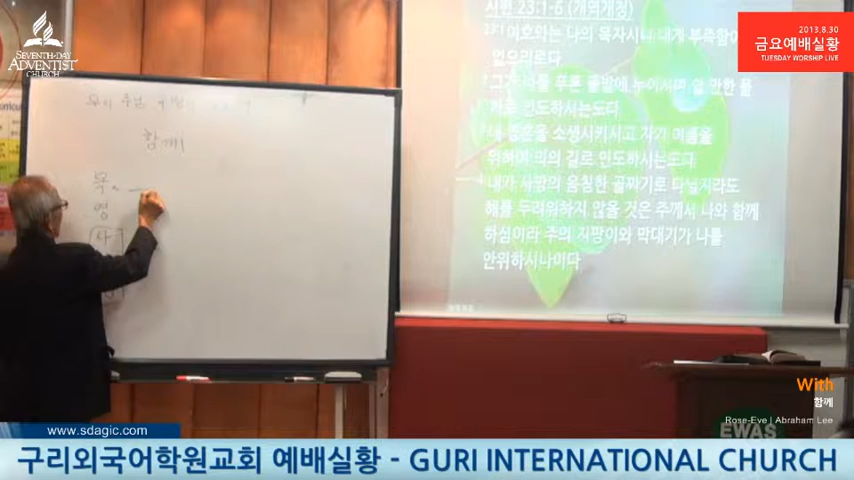 시편 23:1-6 (개역개정)
2013.8.30
금요예배실황
TUESDAY WORSHIP LIVE
SEVENTH-DAY
ADVENTIST
CHURCH
23:1 여호와는 나의 목자시니 내게 부족함이
없으리로다
그가 나를 푸른 풀밭에 누이시며 쉴 만한 물
가로 인도하시는도다
내 영혼을 소생시키시고 자기 이름을
위하여 의의 길로 인도하시는도다
내가 사망의 음침한 골짜기로 다닐지라도
해를 두려워하지 않을 것은 주께서 나와 함께
하심이라 주의 지팡이와 막대기가 나를
안위하시나이다
함께
목
영
With
함께
Rose-Eve | Abraham Lee
EWAS
www.sdagic.com
구리외국어학원교회 예배실황 - GURI INTERNATIONAL CHURCH